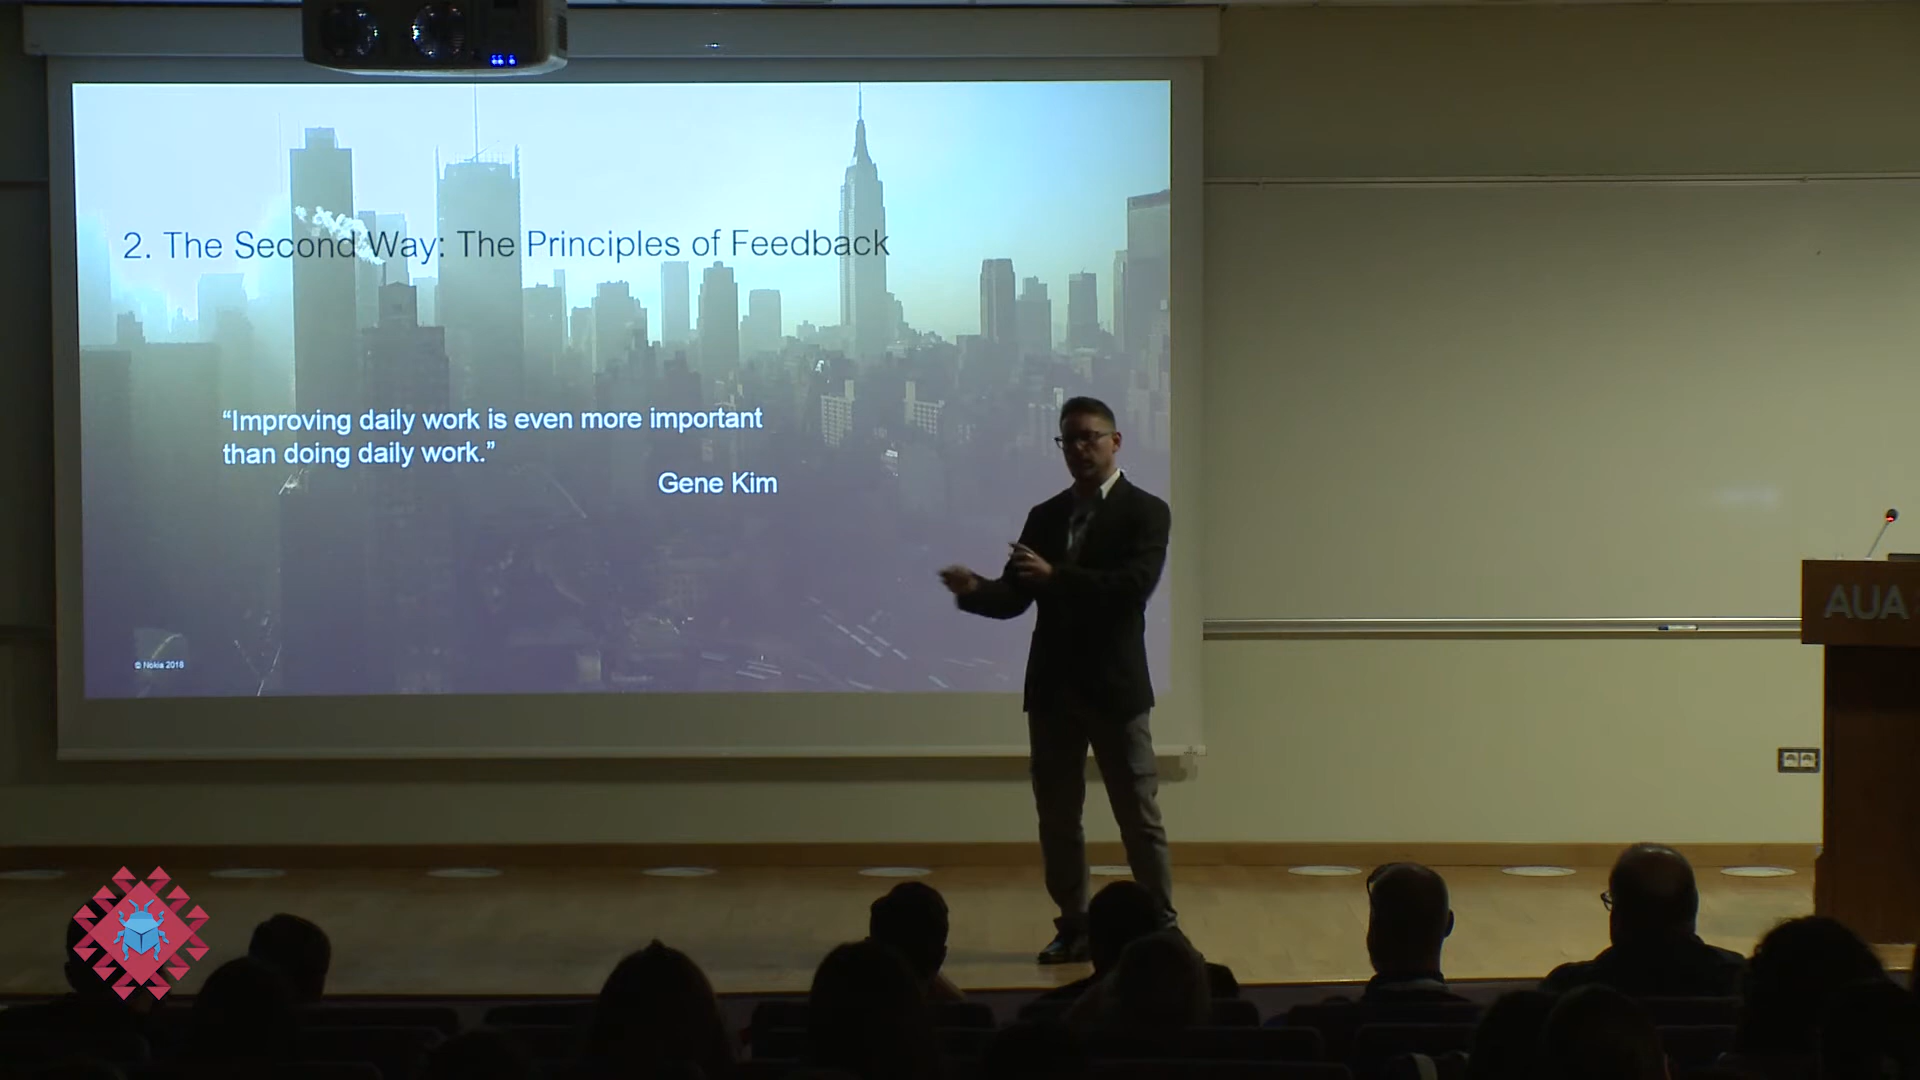 2. The Second Way: The Principles of Feedback
“Improving daily work is even more important
than doing daily work.”
Gene Kim
© Nokia 2018
AUA